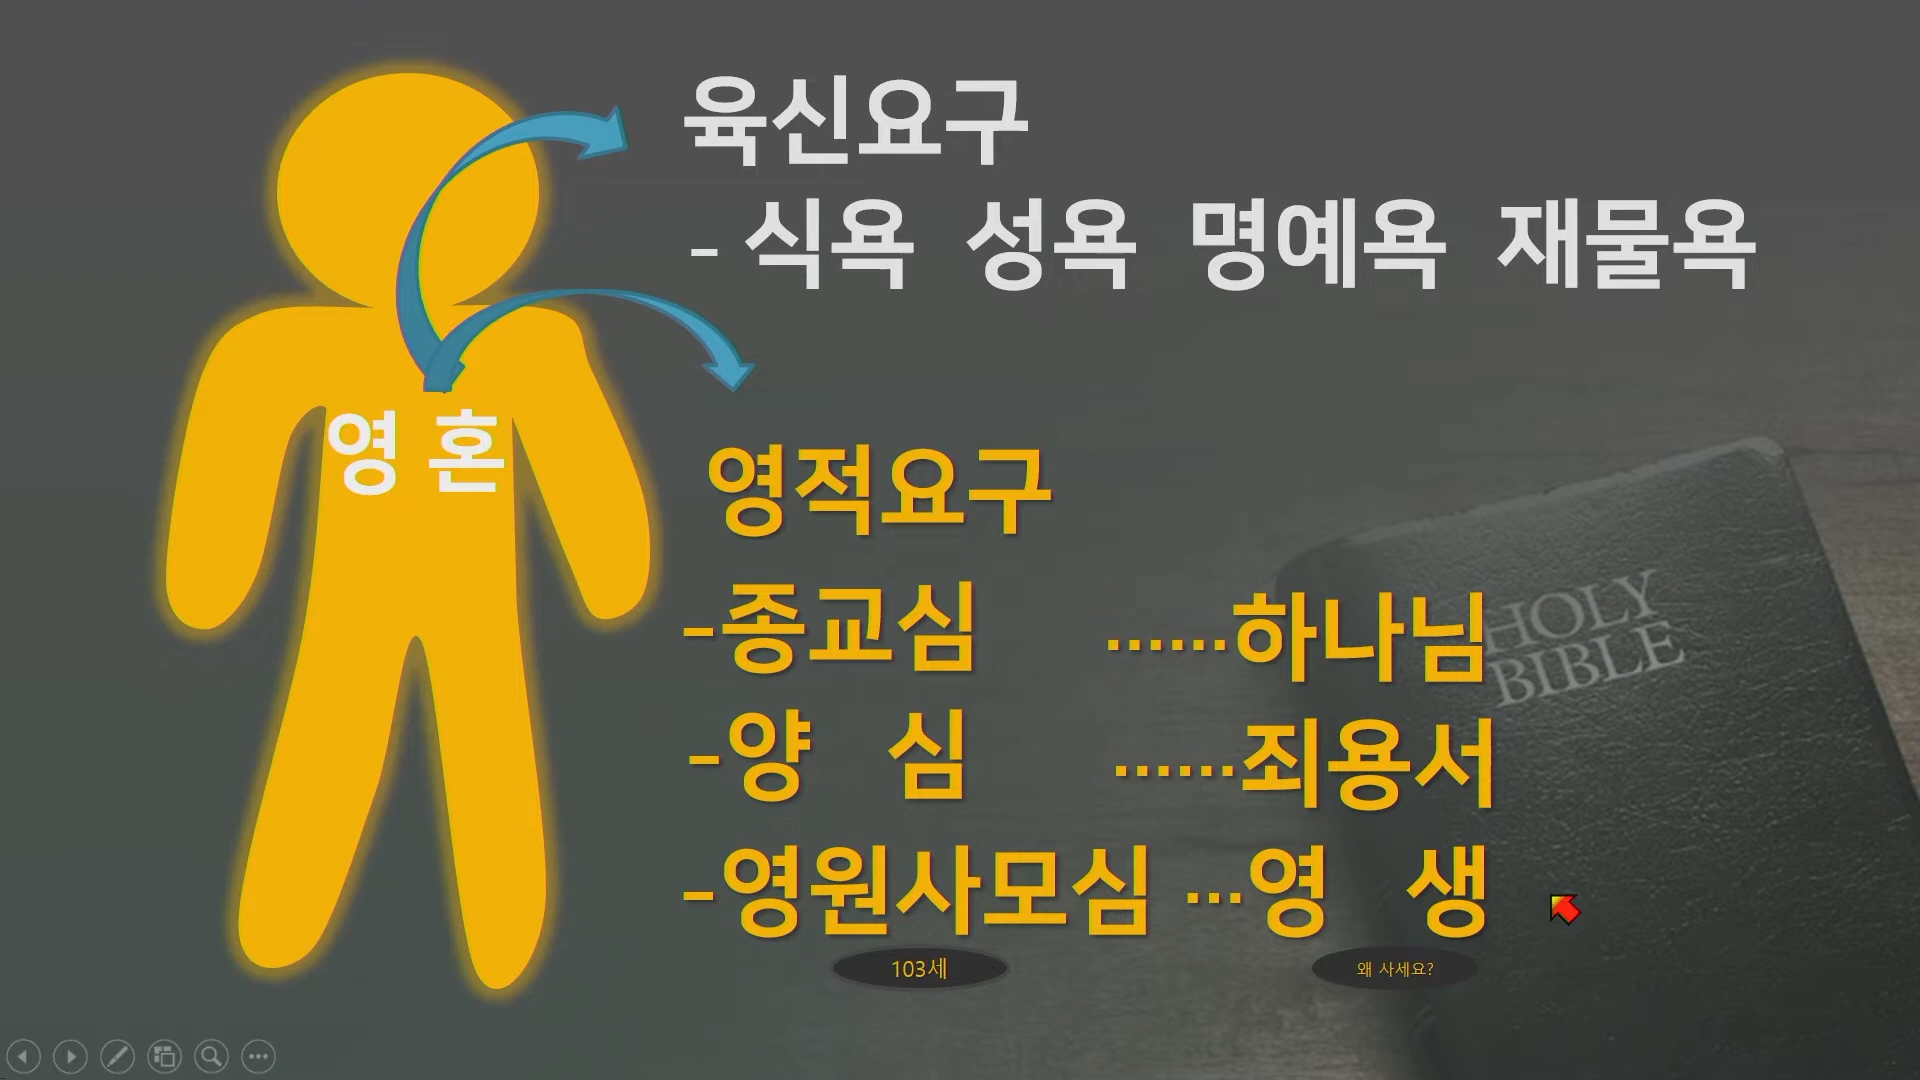 육신요구
- 식욕 성욕 명예욕 재물욕
영 혼
영적요구
-종교심 ······하나님
-양 심 ······죄용서
-영원사모심 ···영 생
HOLY
BIBLE
103세
왜 사세요?